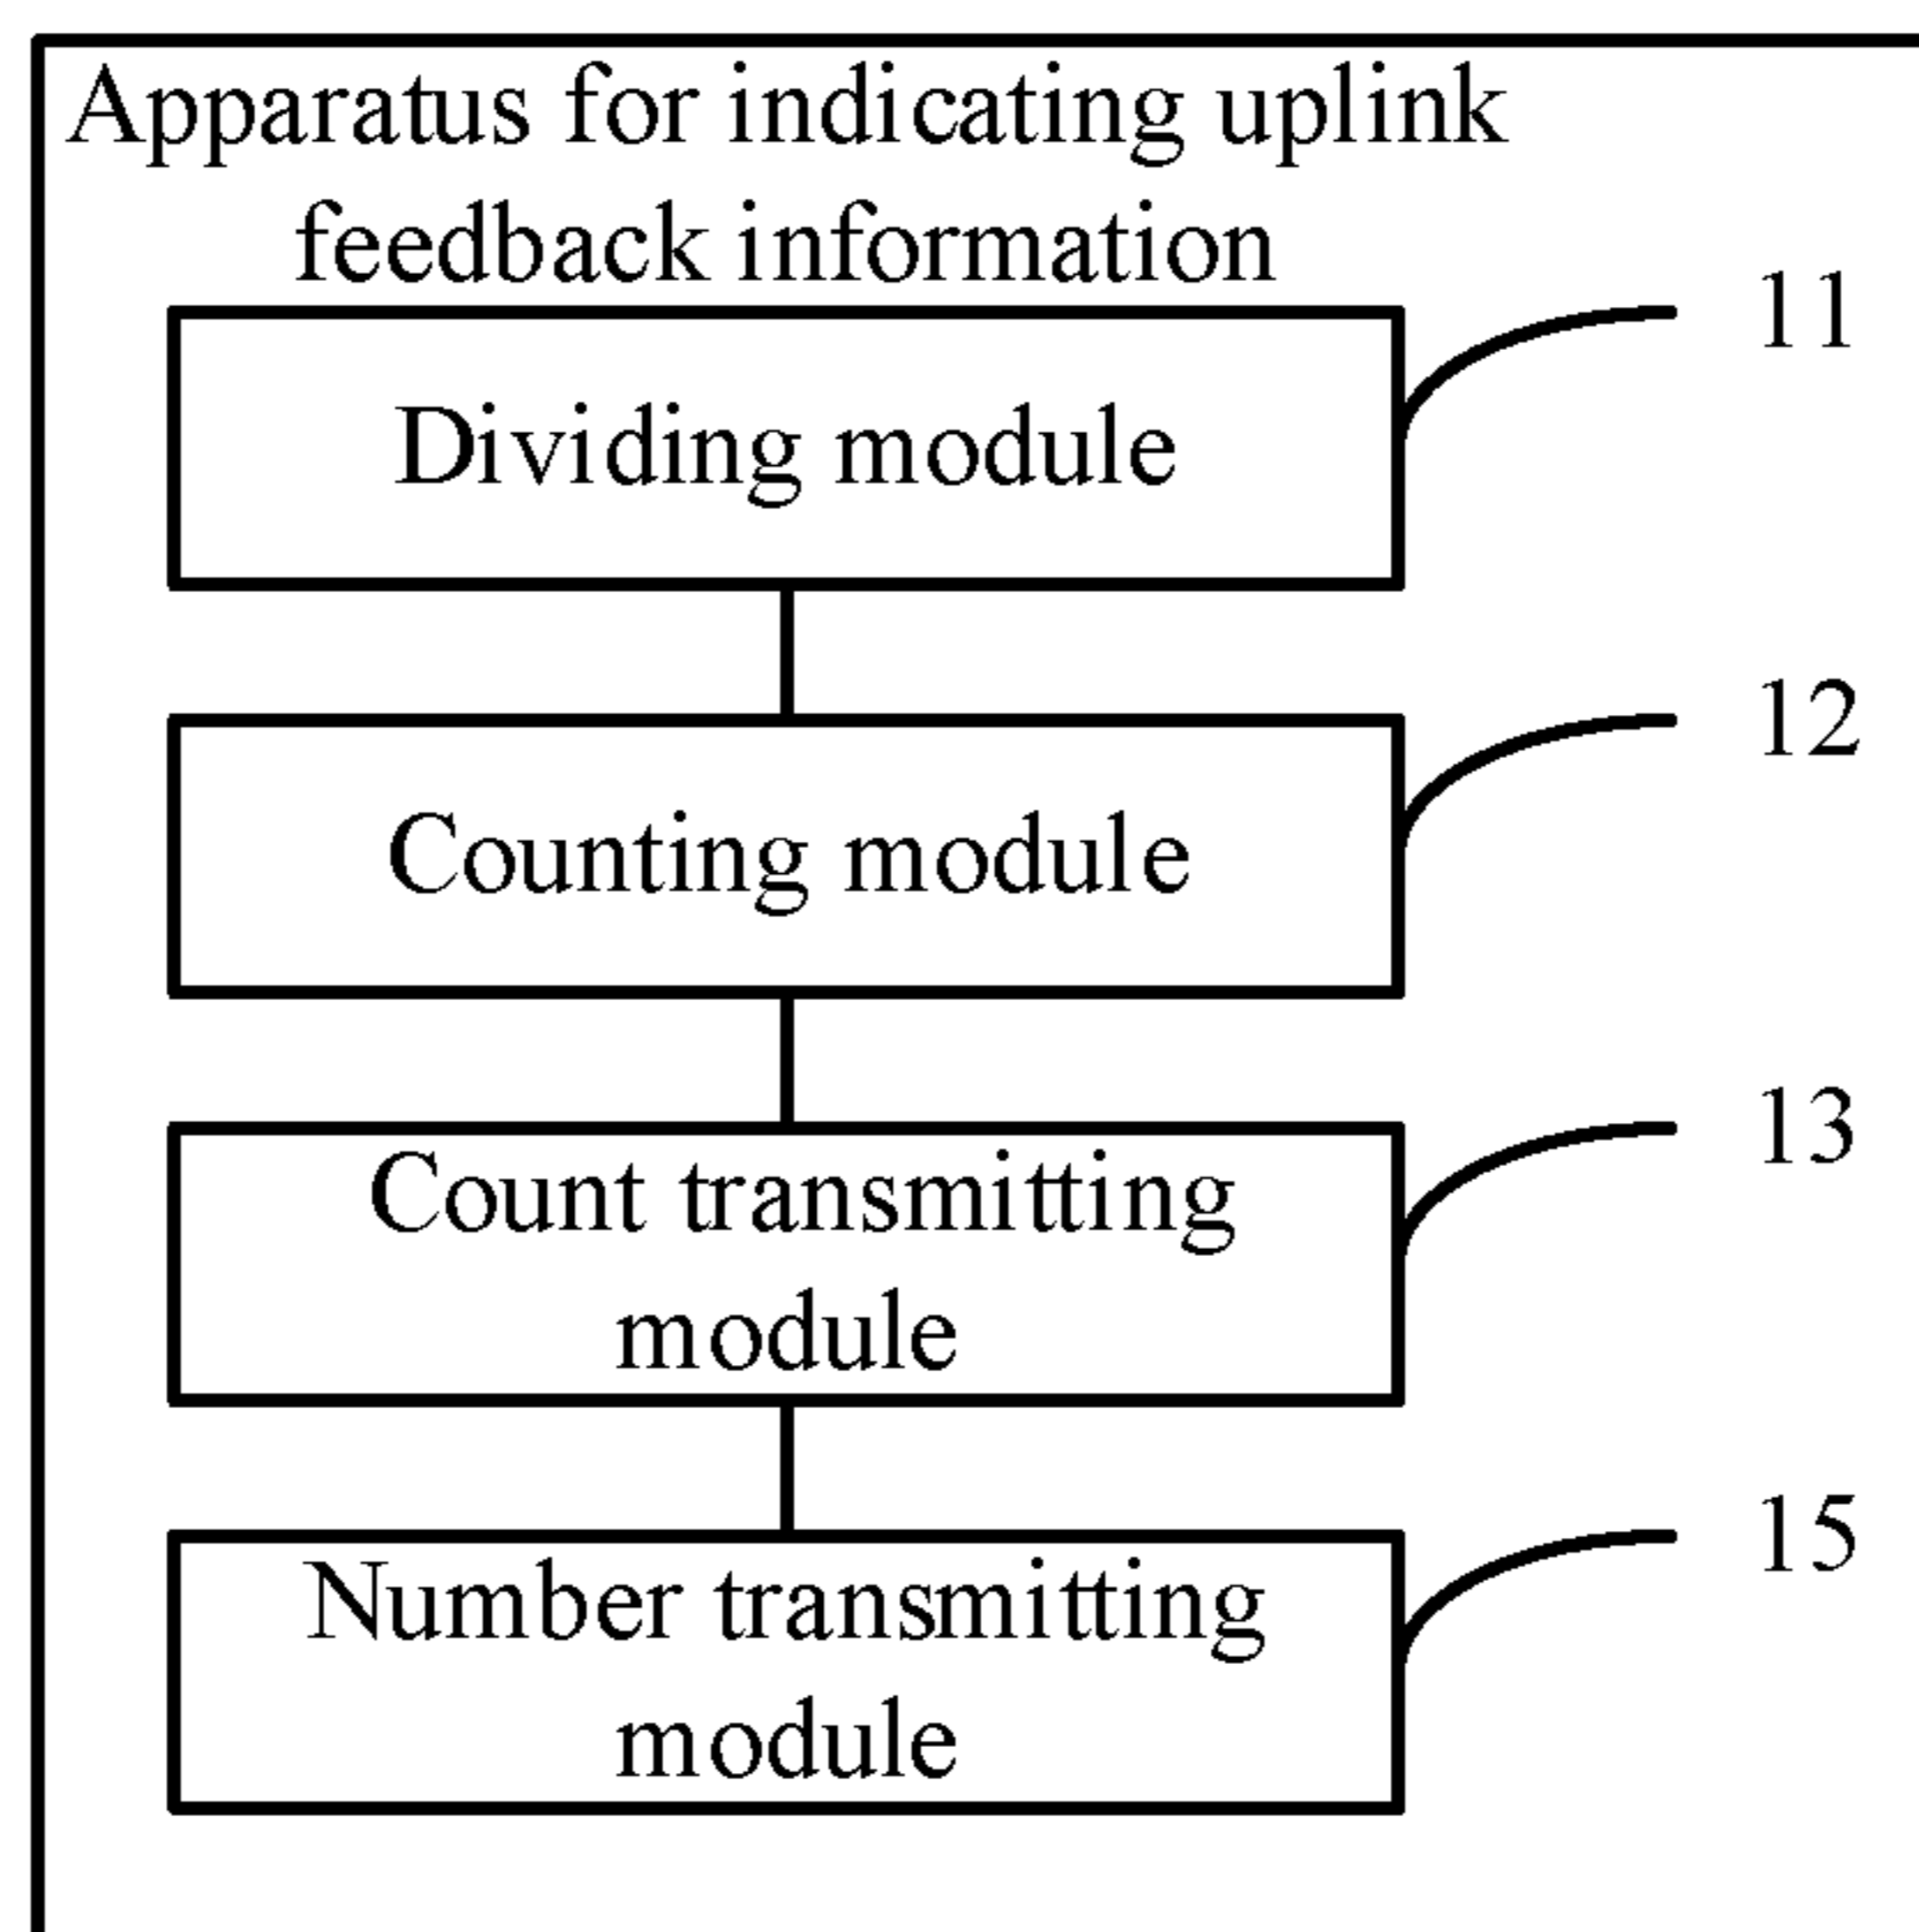 Apparatus for indicating uplink
feedback information
11
Dividing module
12
Counting module
13
Count transmitting
module
15
Number transmitting
module